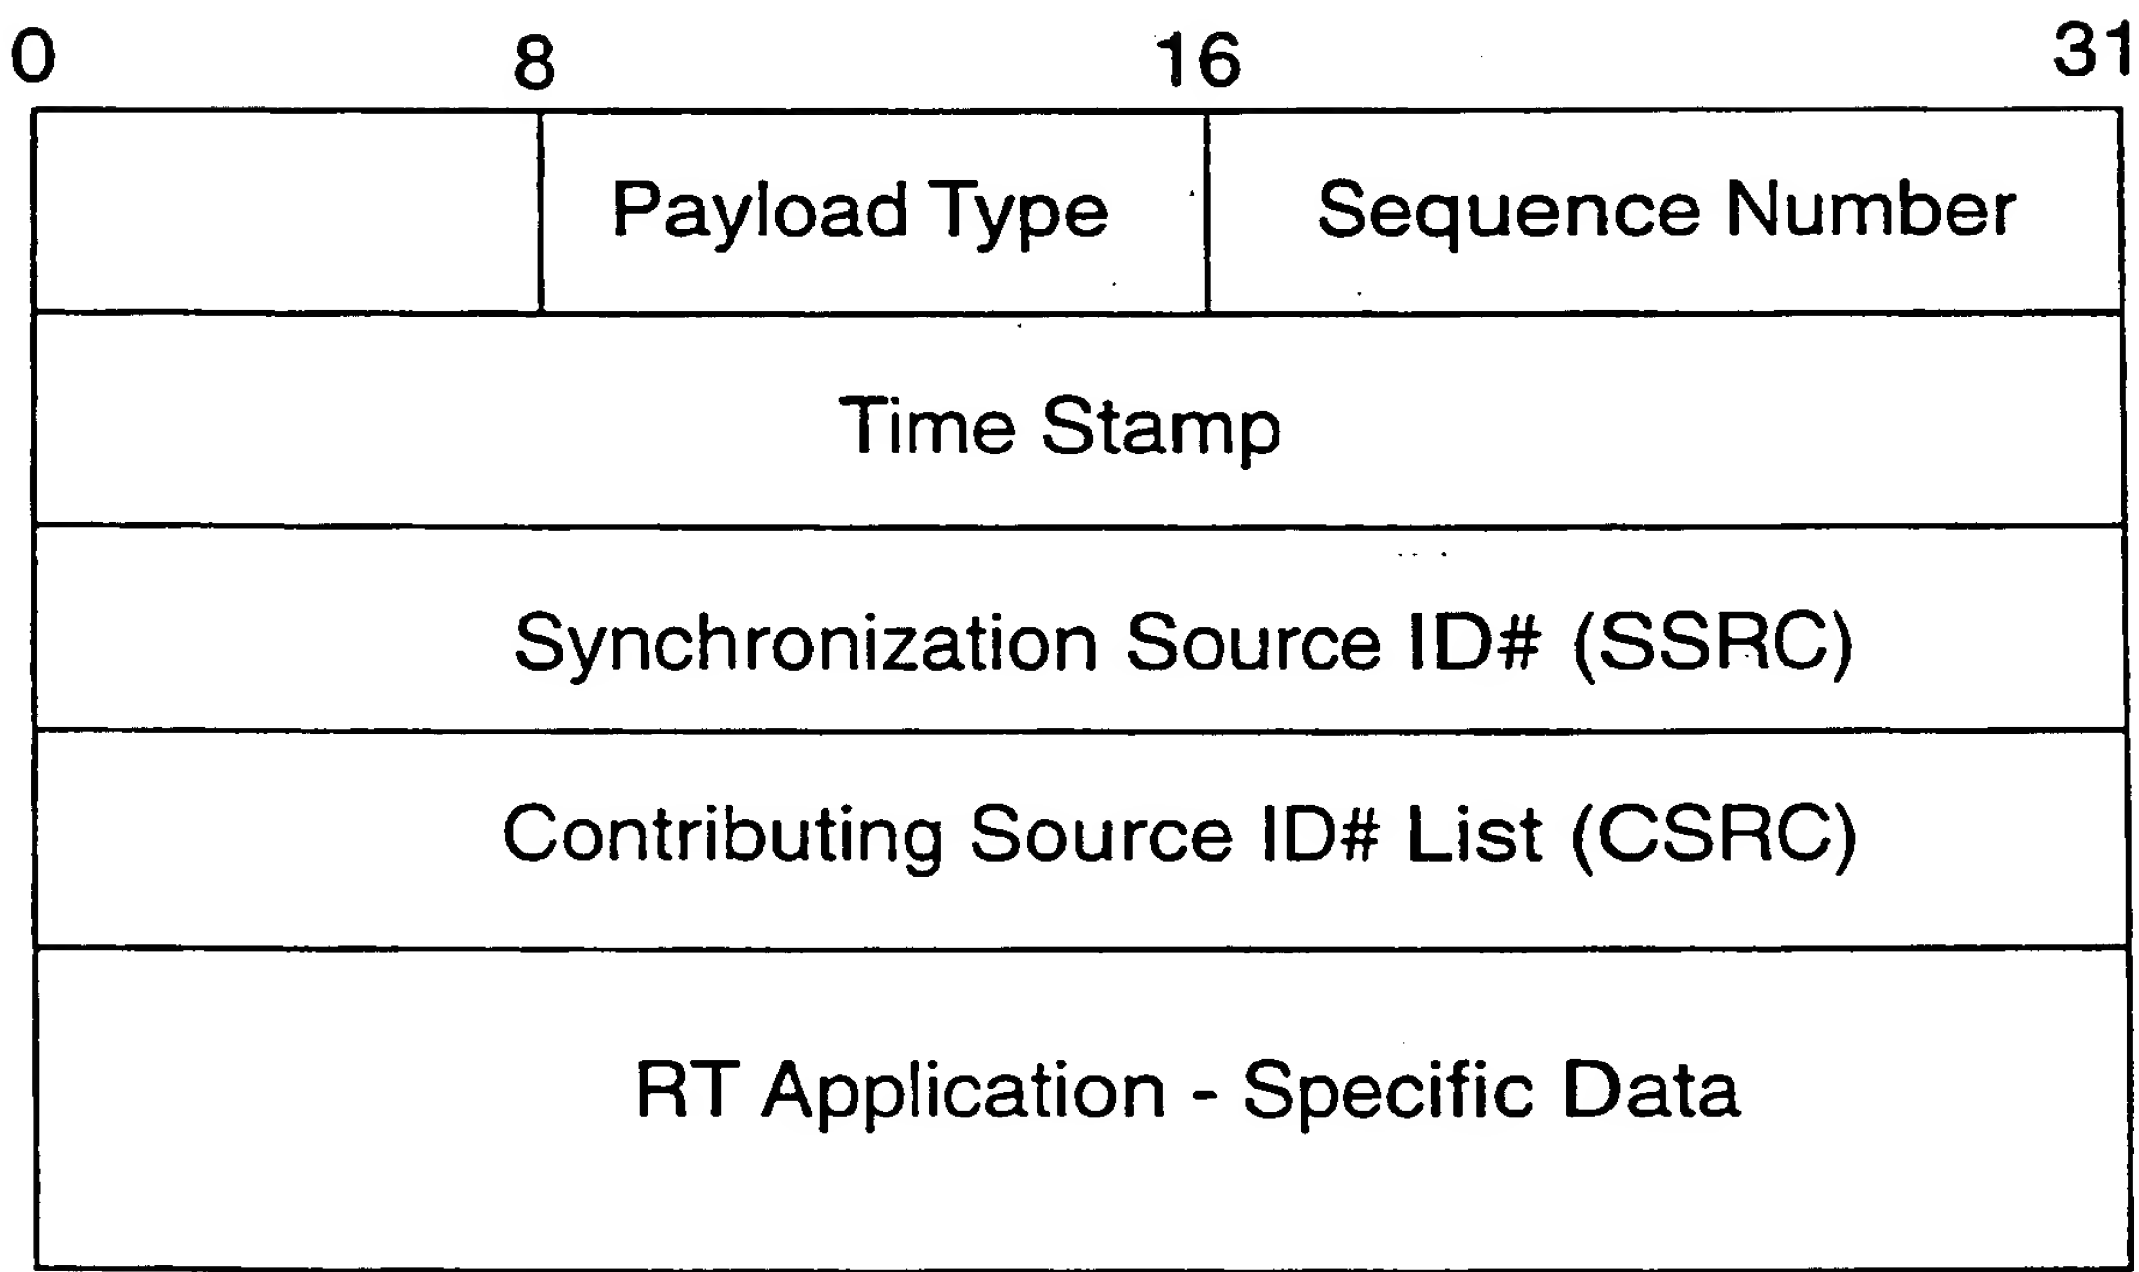 0 8 16 31
Payload Type Sequence Number
Time Stamp
Synchronization Source ID# (SSRC)
Contributing Source ID# List (CSRC)
RT Application - Specific Data